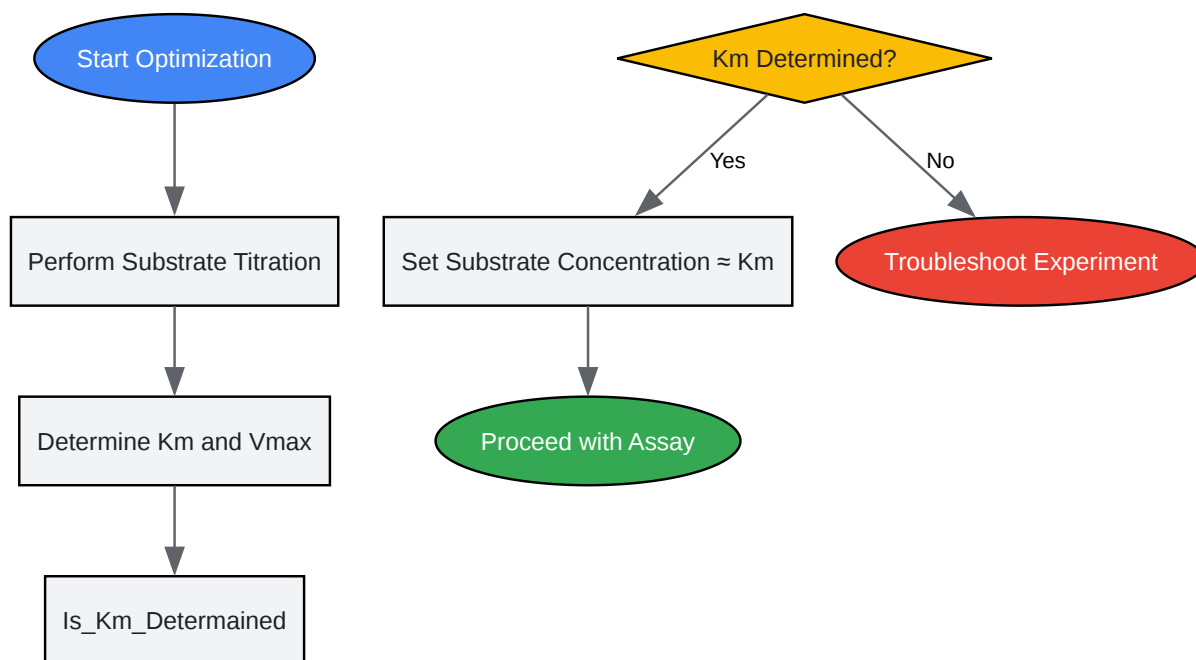 Start Optimization
Perform Substrate Titration
Determine Km and Vmax
Is_Km_Determained
Km Determined?
Yes
No
Set Substrate Concentration ≈ Km
Troubleshoot Experiment
Proceed with Assay